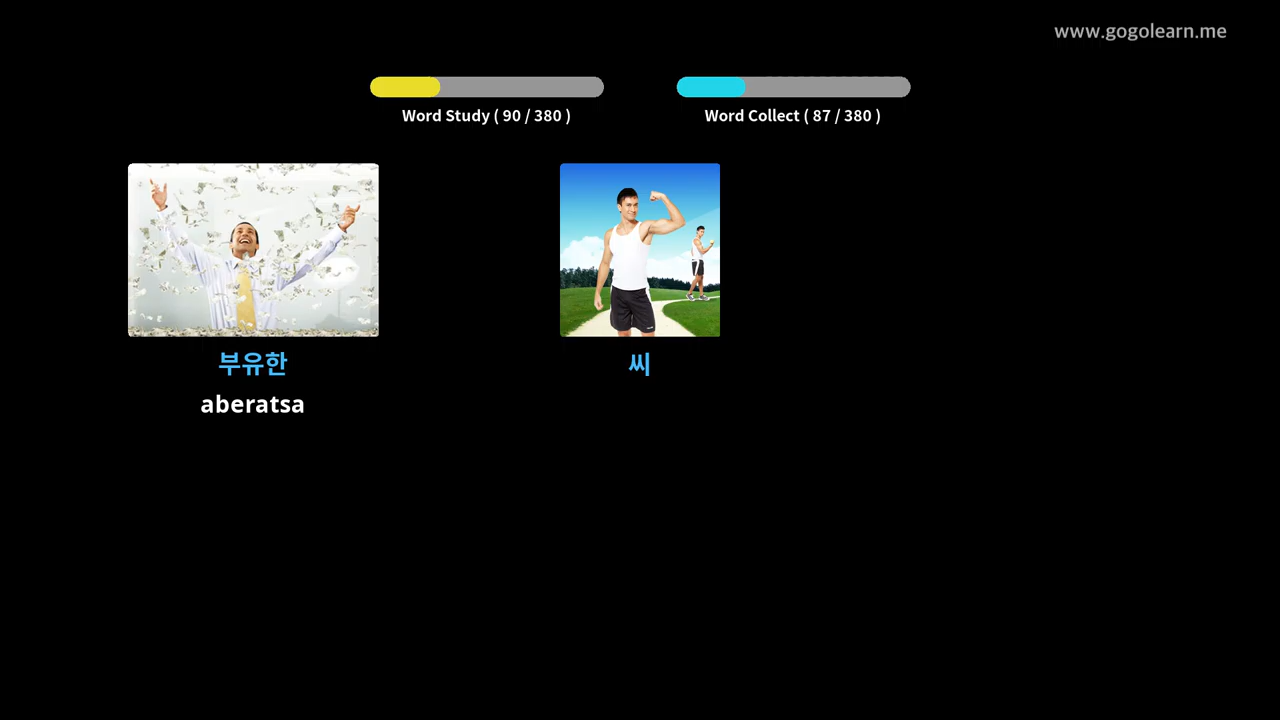 www.gogolearn.me
Word Study ( 90 / 380 )
Word Collect ( 87 / 380 )
부유한
aberatsa
씨